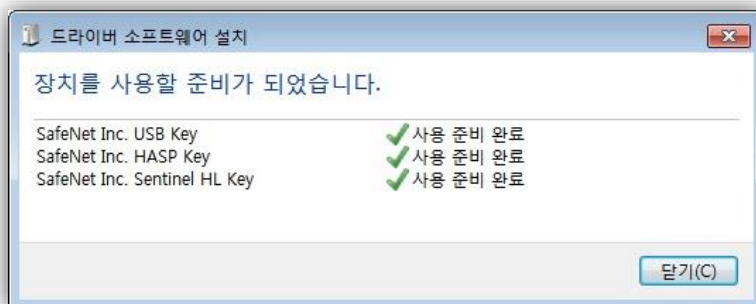 드라이버 소프트웨어 설치
장치를 사용할 준비가 되었습니다.
SafeNet Inc. USB Key 사용 준비 완료
SafeNet Inc. HASP Key 사용 준비 완료
SafeNet Inc. Sentinel HL Key 사용 준비 완료
닫기(C)